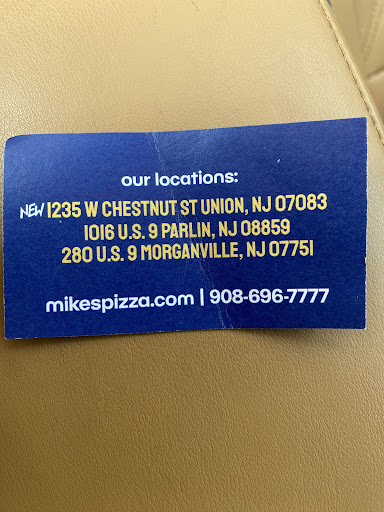 our locations:
NEW 1235 W CHESTNUT ST UNION, NJ 07083
1016 U.S. 9 PARLIN, NJ 08859
280 U.S. 9 MORGANVILLE, NJ 07751
mikespizza.com | 908-696-7777